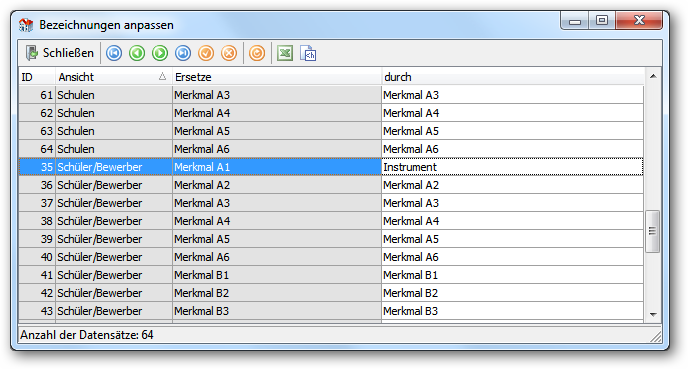 Bezeichnungen anpassen
Schließen
ID Ansicht Ersetze durch
61 Schulen Merkmal A3 Merkmal A3
62 Schulen Merkmal A4 Merkmal A4
63 Schulen Merkmal A5 Merkmal A5
64 Schulen Merkmal A6 Merkmal A6
35 Schüler/Bewerber Merkmal A1 Instrument
36 Schüler/Bewerber Merkmal A2 Merkmal A2
37 Schüler/Bewerber Merkmal A3 Merkmal A3
38 Schüler/Bewerber Merkmal A4 Merkmal A4
39 Schüler/Bewerber Merkmal A5 Merkmal A5
40 Schüler/Bewerber Merkmal A6 Merkmal A6
41 Schüler/Bewerber Merkmal B1 Merkmal B1
42 Schüler/Bewerber Merkmal B2 Merkmal B2
43 Schüler/Bewerber Merkmal B3 Merkmal B3
Anzahl der Datensätze: 64